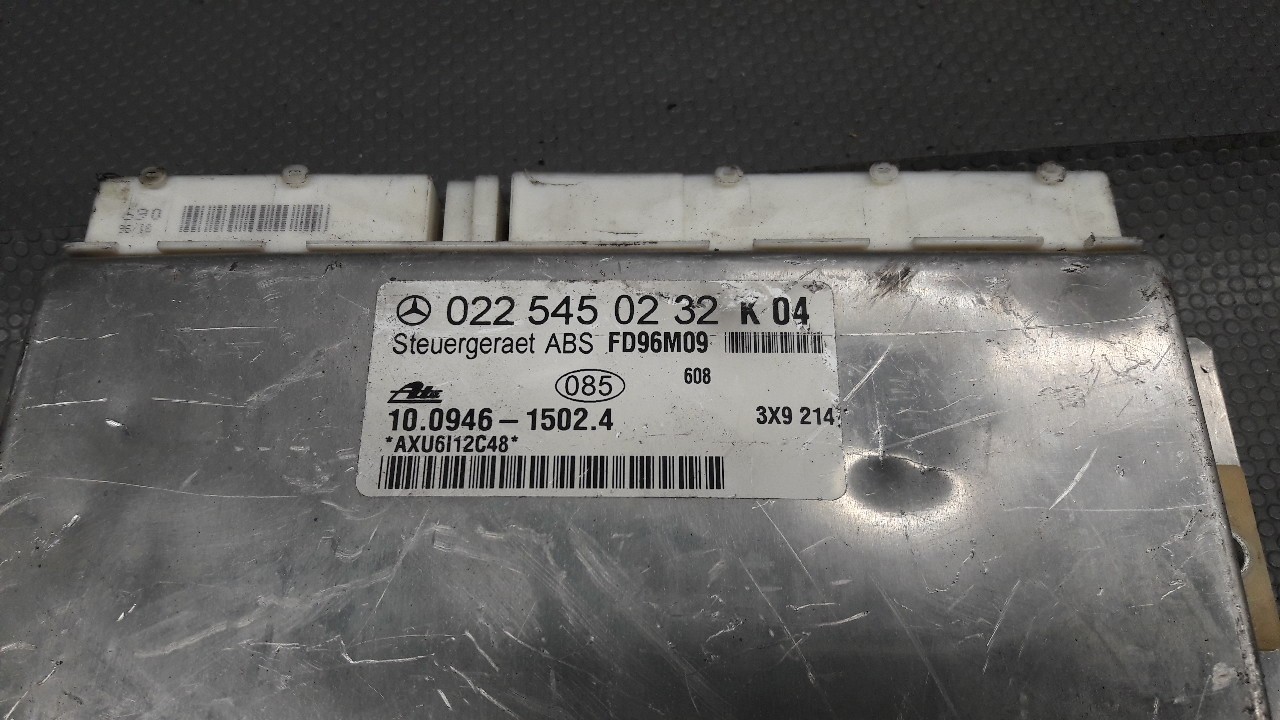 022 545 02 32 K 04
Steuergeraet ABS FD96M09
085 608
Ate
10.0946-1502.4 3X9 214
*AXU6I12C48*